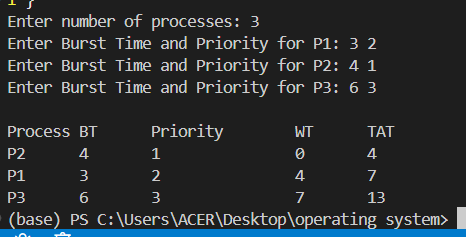 Enter number of processes: 3
Enter Burst Time and Priority for P1: 3 2
Enter Burst Time and Priority for P2: 4 1
Enter Burst Time and Priority for P3: 6 3
Process BT Priority WT TAT
P2 4 1 0 4
P1 3 2 4 7
P3 6 3 7 13
(base) PS C:\Users\ACER\Desktop\operating system>